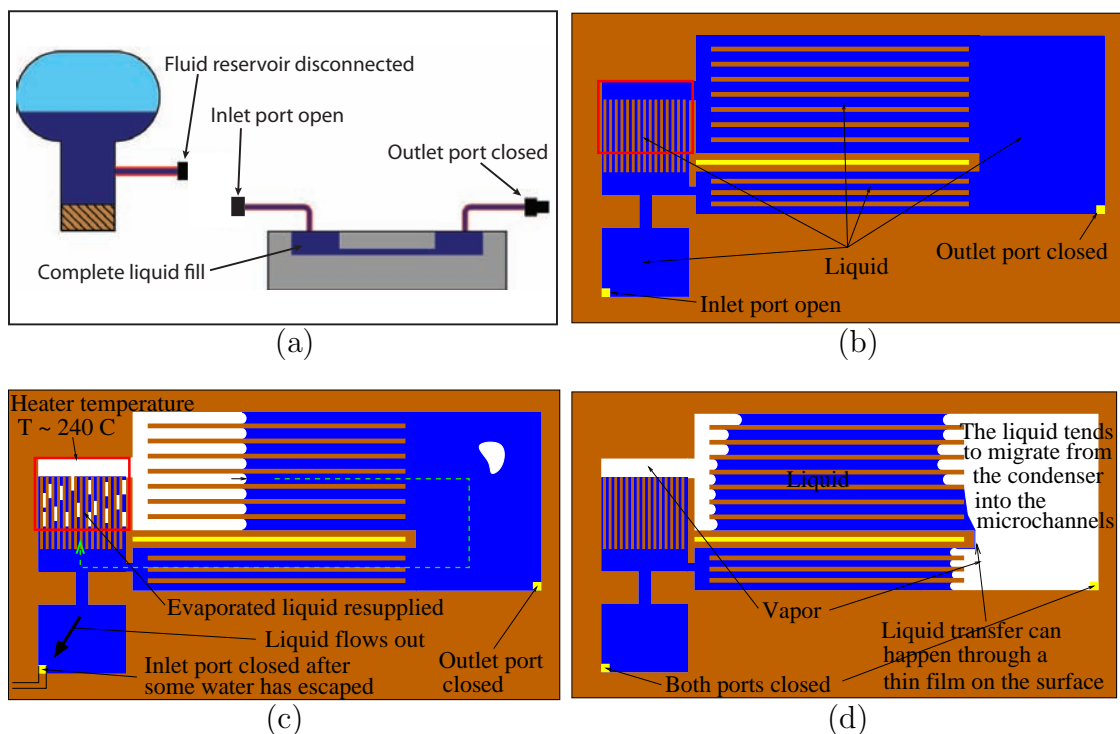 Fluid reservoir disconnected
Inlet port open
Outlet port closed
Complete liquid fill
(a)
Liquid
Outlet port closed
Inlet port open
(b)
Heater temperature
T ~ 240 C
Evaporated liquid resupplied
Liquid flows out
Inlet port closed after
some water has escaped
Outlet port
closed
(c)
The liquid tends
to migrate from
the condenser
into the
microchannels
Liquid
Vapor
Liquid transfer can
happen through a
thin film on the surface
Both ports closed
(d)